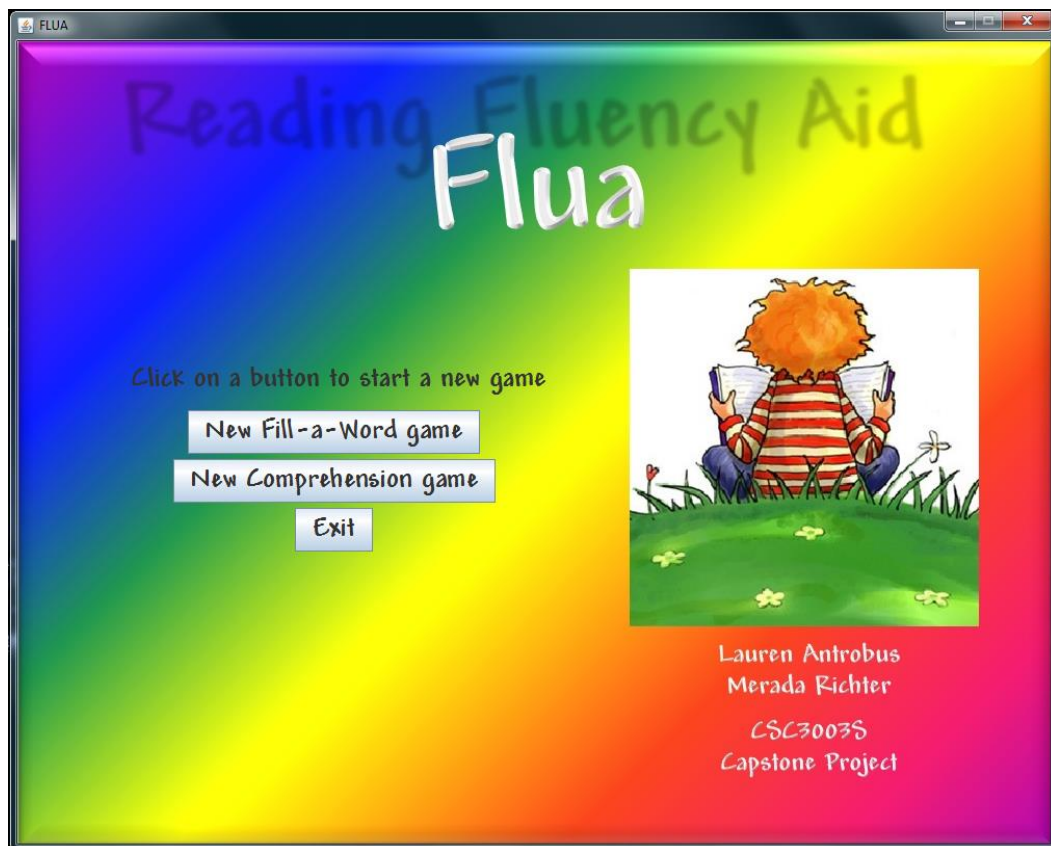 FLUA
Reading Fluency Aid
Flua
Click on a button to start a new game
New Fill-a-Word game
New Comprehension game
Exit
Lauren Antrobus
Merada Richter
CSC3003S
Capstone Project